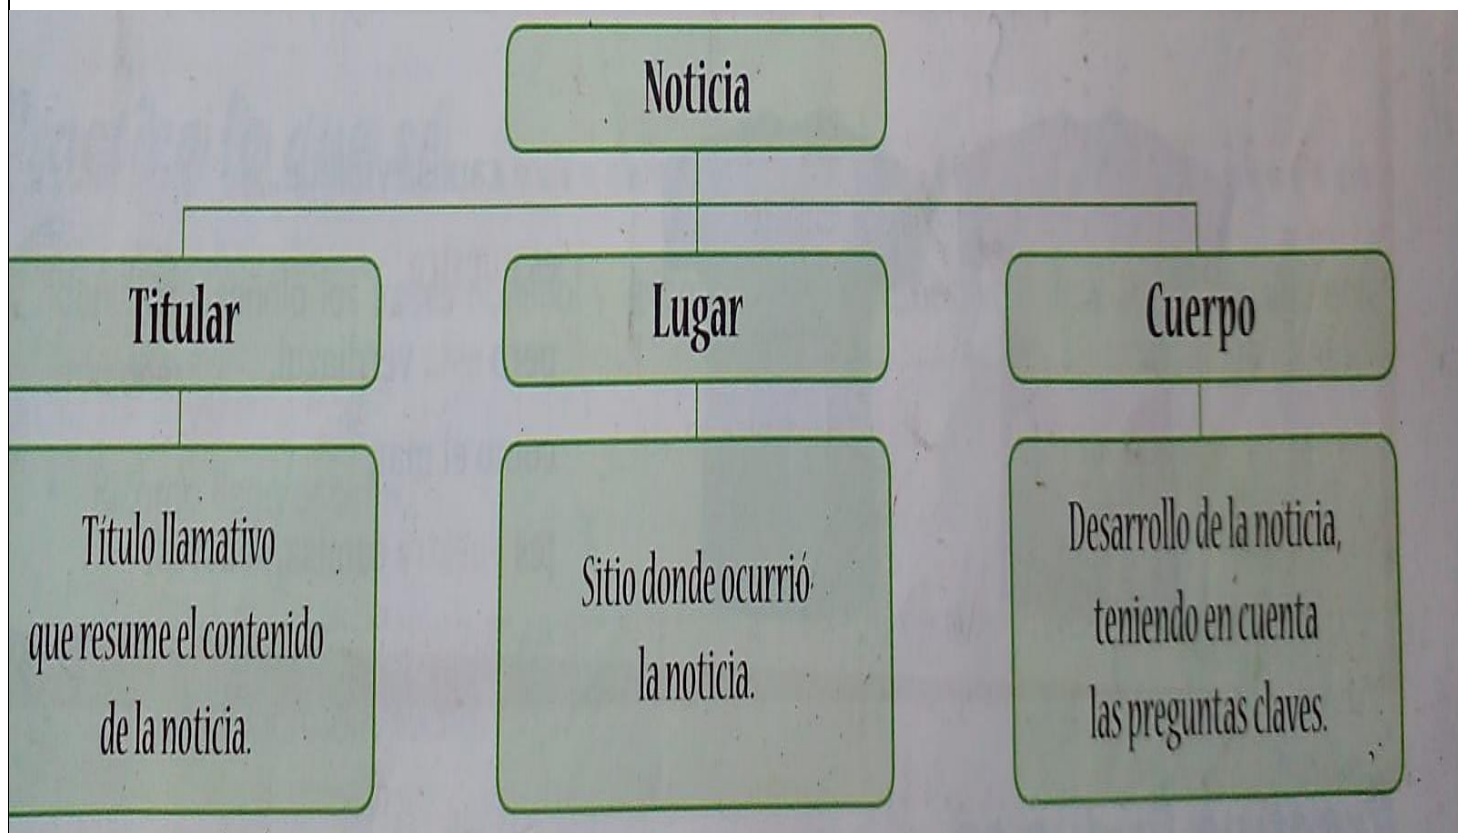 Noticia
Titular
Lugar
Cuerpo
Título llamativo
que resume el contenido
de la noticia.
Sitio donde ocurrió
la noticia.
Desarrollo de la noticia,
teniendo en cuenta
las preguntas claves.